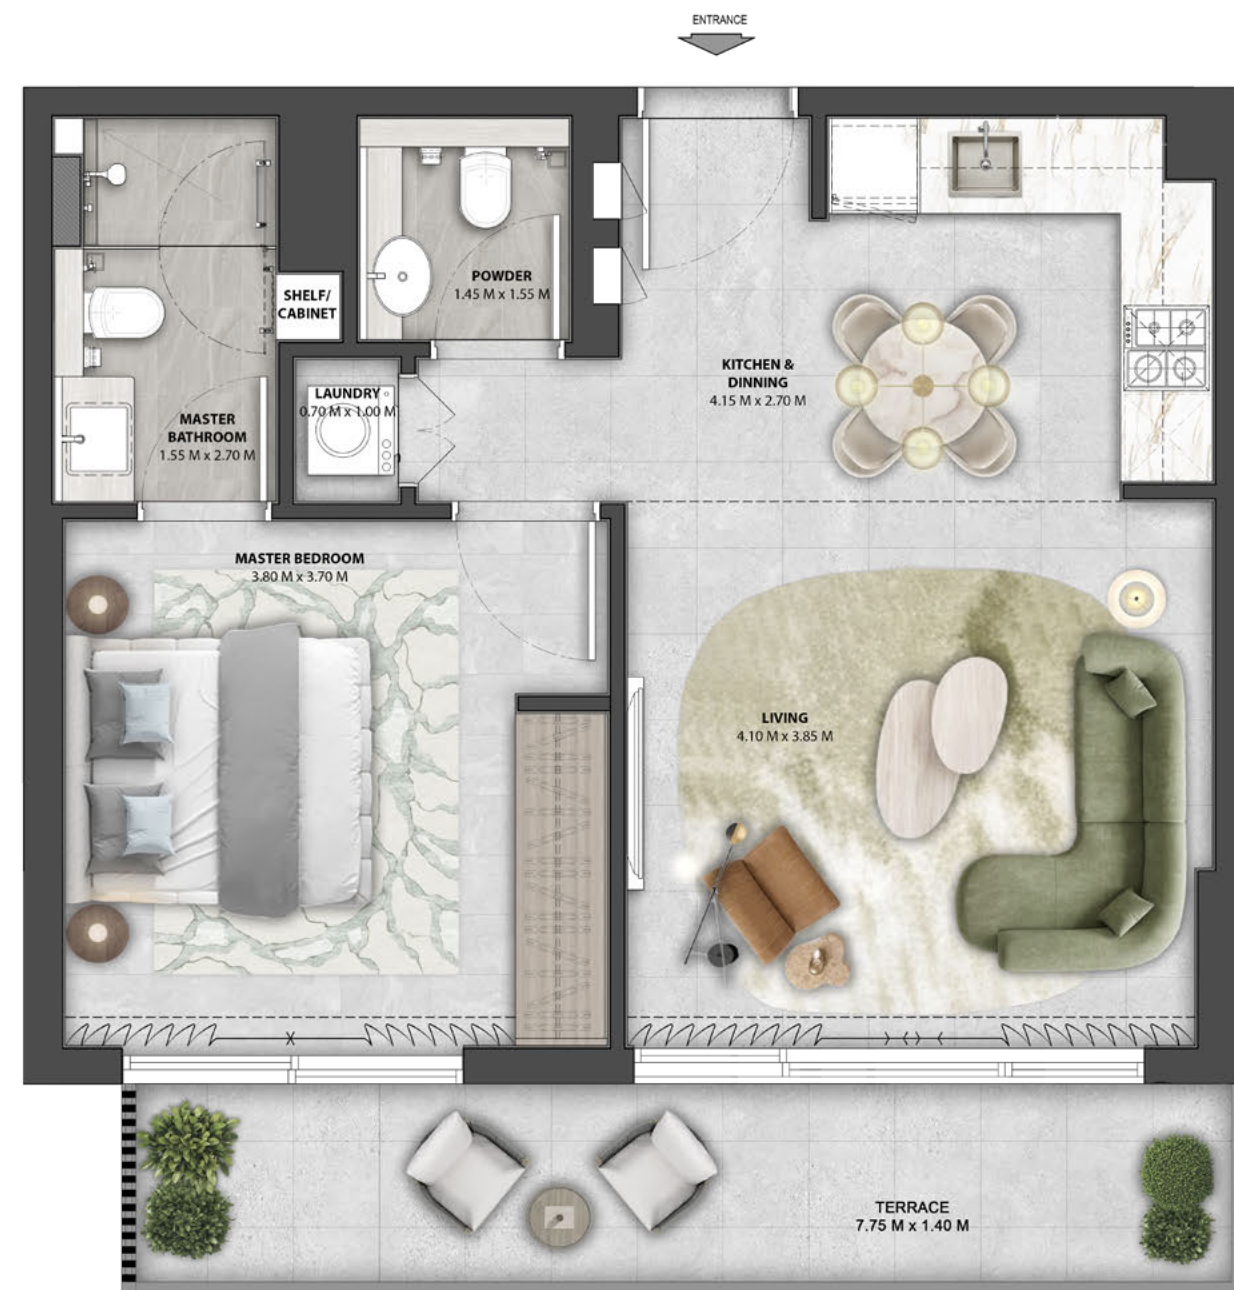 ENTRANCE
POWDER
1.45 M x 1.55 M
SHELF/
CABINET
KITCHEN &
DINNING
4.15 M x 2.70 M
LAUNDRY
0.70 M x 1.00 M
MASTER
BATHROOM
1.55 M x 2.70 M
MASTER BEDROOM
3.80 M x 3.70 M
LIVING
4.10 M x 3.85 M
TERRACE
7.75 M x 1.40 M